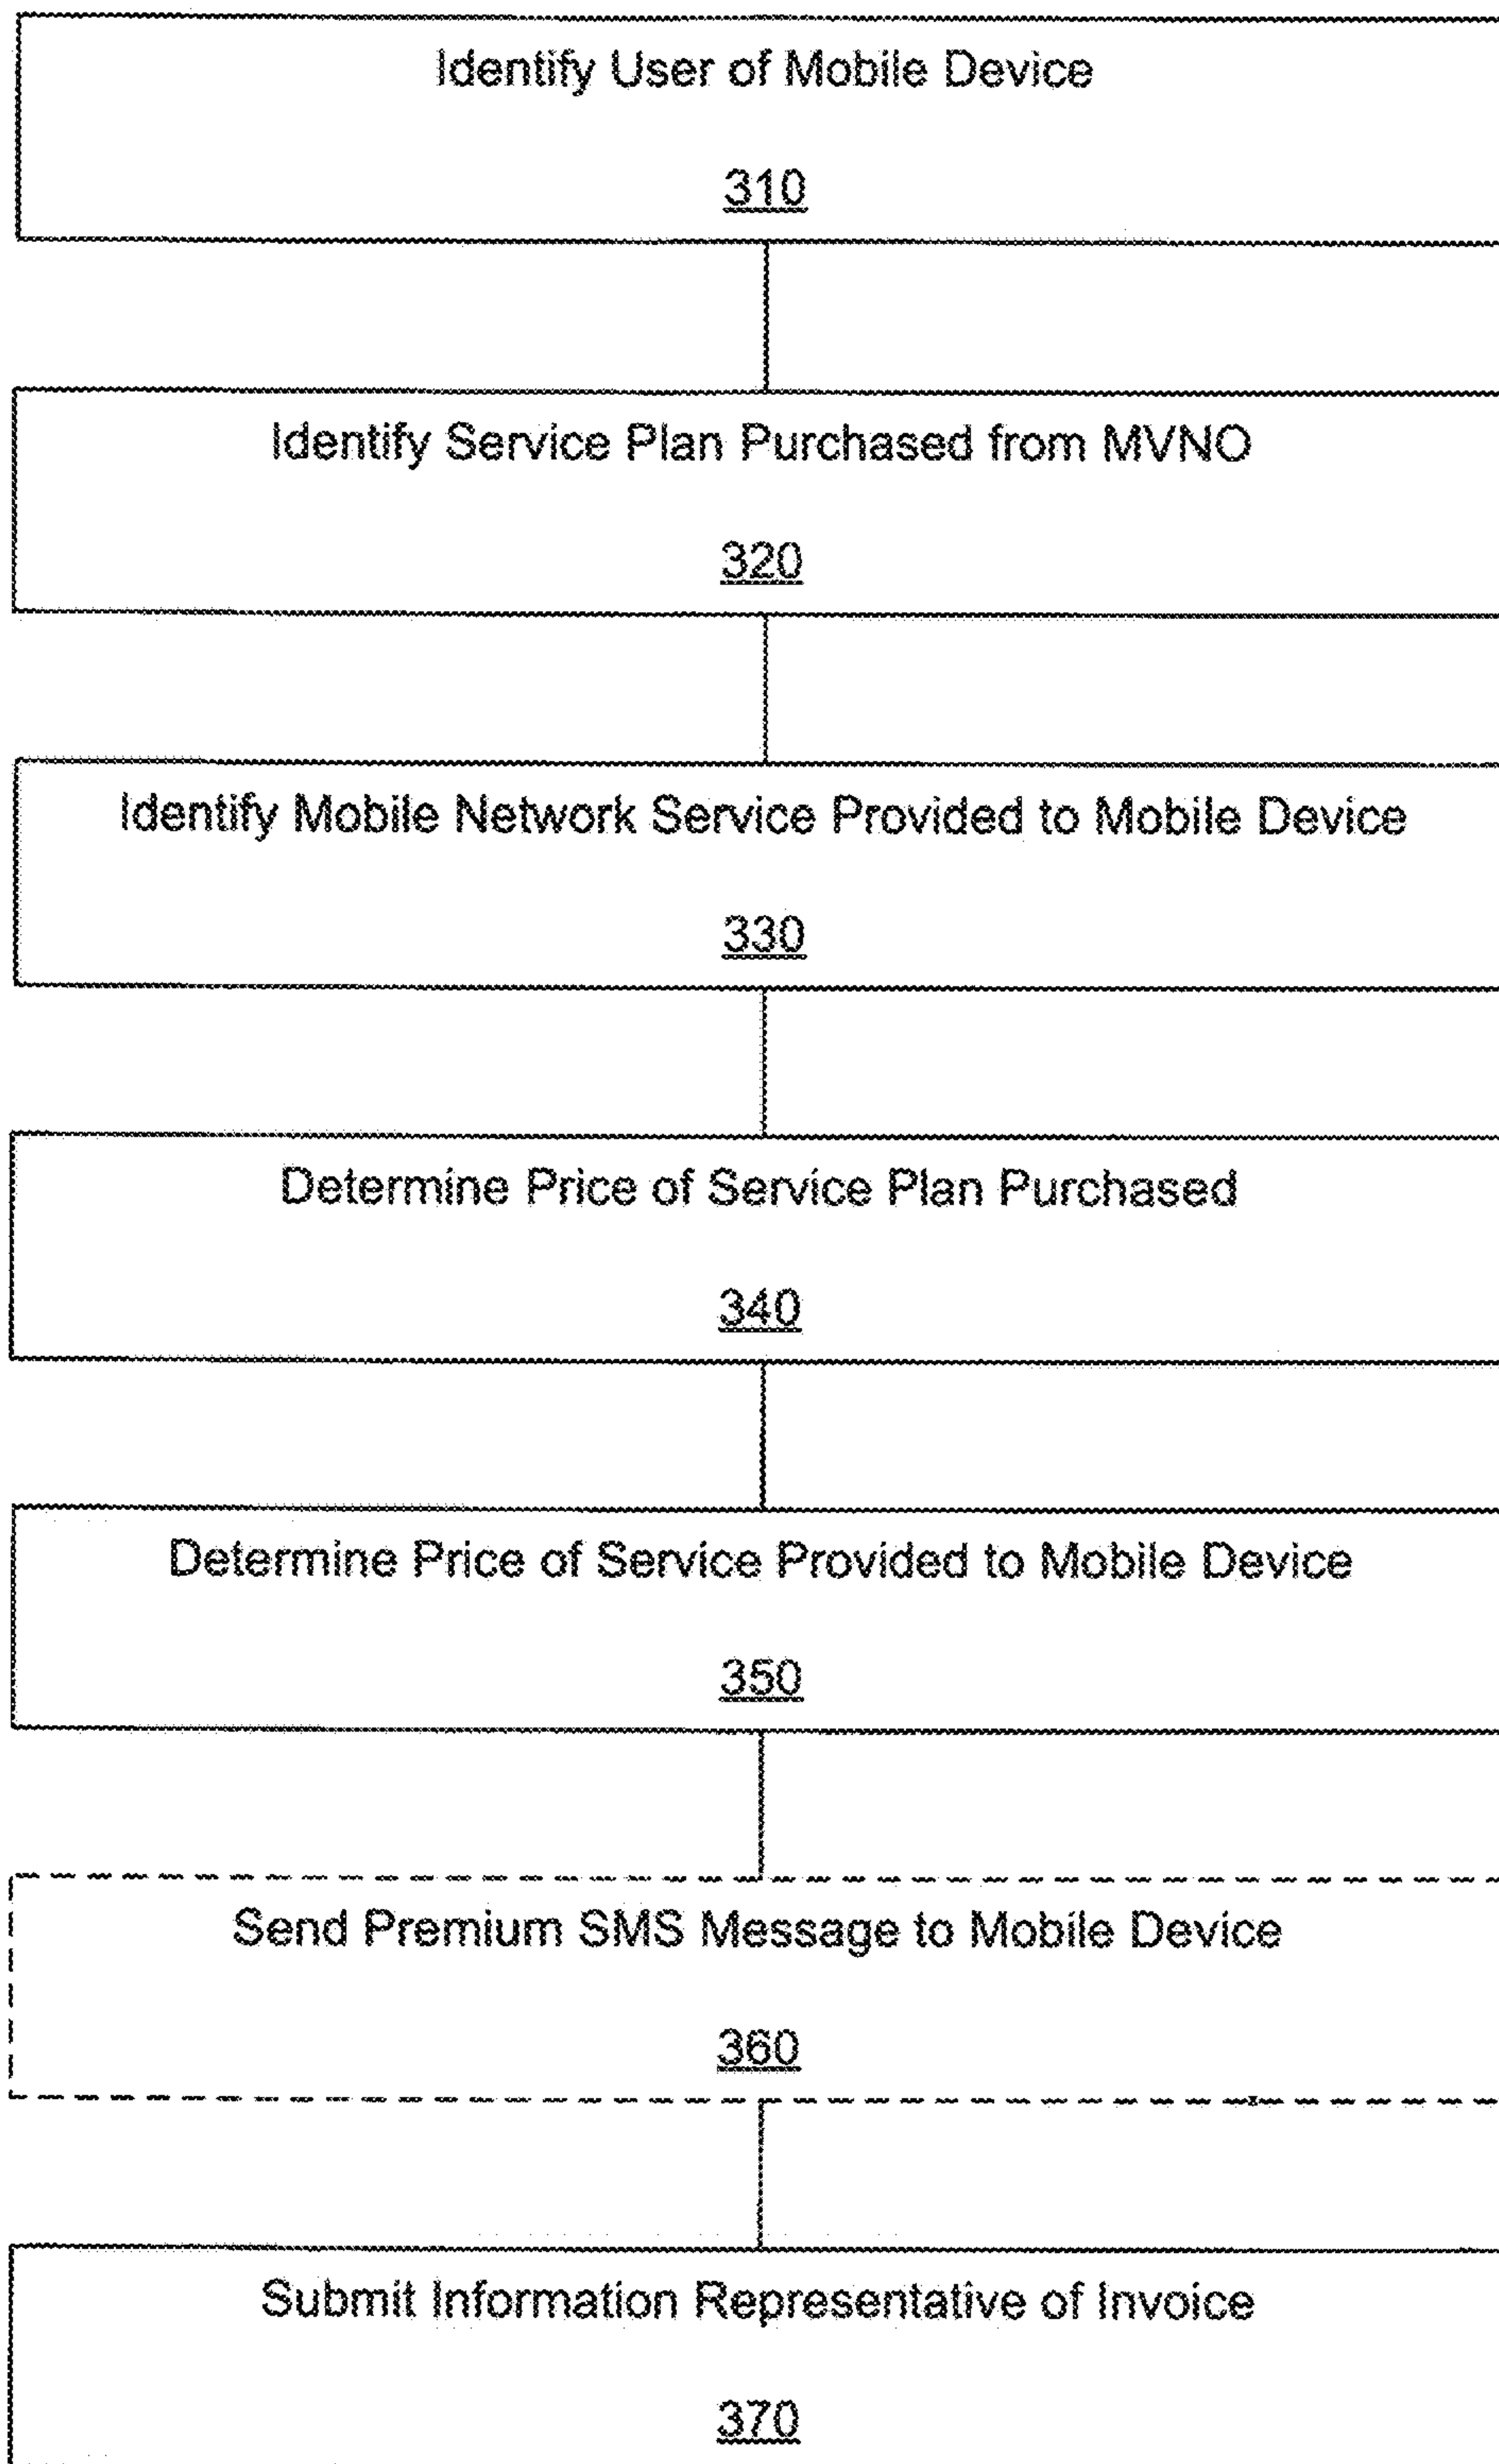 Identify User of Mobile Device
310
Identify Service Plan Purchased from MVNO
320
Identify Mobile Network Service Provided to Mobile Device
330
Determine Price of Service Plan Purchased
340
Determine Price of Service Provided to Mobile Device
350
Send Premium SMS Message to Mobile Device
360
Submit Information Representative of Invoice
370